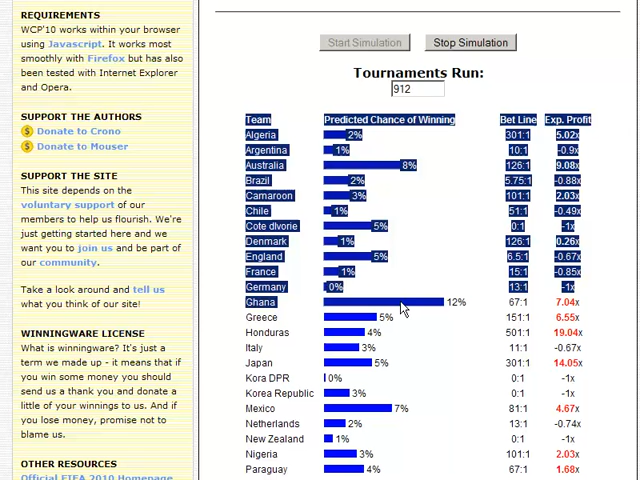 REQUIREMENTS
WCP'10 works within your browser
using Javascript. It works most
smoothly with Firefox but has also
been tested with Internet Explorer
and Opera.
SUPPORT THE AUTHORS
$ Donate to Crono
$ Donate to Mouser
SUPPORT THE SITE
This site depends on the
voluntary support of our
members to help us flourish. We're
just getting started here and we
want you to join us and be part of
our community.
Take a look around and tell us
what you think of our site!
WINNINGWARE LICENSE
What is winningware? It's just a
term we made up - it means that if
you win some money you should
send us a thank you and donate a
little of your winnings to us. And if
you lose money, promise not to
blame us.
OTHER RESOURCES
Official FIFA 2010 Homepage
Start Simulation Stop Simulation
Tournaments Run:
912
Team Predicted Chance of Winning Bet Line Exp. Profit
Algeria 2% 301:1 5.02x
Argentina 1% 10:1 -0.9x
Australia 8% 126:1 9.08x
Brazil 2% 5.75:1 -0.88x
Camaroon 3% 101:1 2.03x
Chile 1% 51:1 -0.49x
Cote dIvorie 5% 0:1 -1x
Denmark 1% 126:1 0.26x
England 5% 6.5:1 -0.67x
France 1% 15:1 -0.85x
Germany 0% 13:1 -1x
Ghana 12% 67:1 7.04x
Greece 5% 151:1 6.55x
Honduras 4% 501:1 19.04x
Italy 3% 11:1 -0.67x
Japan 5% 301:1 14.05x
Kora DPR 0% 0:1 -1x
Korea Republic 3% 0:1 -1x
Mexico 7% 81:1 4.67x
Netherlands 2% 13:1 -0.74x
New Zealand 1% 0:1 -1x
Nigeria 3% 101:1 2.03x
Paraguay 4% 67:1 1.68x